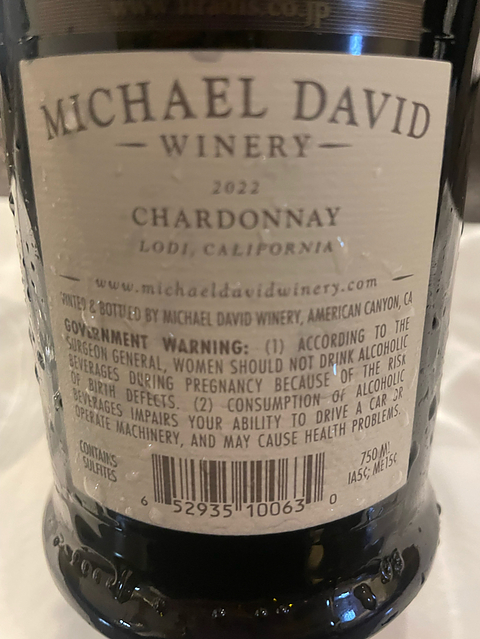 MICHAEL DAVID
WINERY
2022
CHARDONNAY
LODI, CALIFORNIA
www.michaeldavidwinery.com
& BOTTLED BY MICHAEL DAVID WINERY, AMERICAN CANYON, CA
GOVERNMENT WARNING: (1) ACCORDING TO THE
SURGEON GENERAL, WOMEN SHOULD NOT DRINK ALCOHOLIC
BEVERAGES DURING PREGNANCY BECAUSE OF THE RISK
OF BIRTH DEFECTS. (2) CONSUMPTION OF ALCOHOLIC
BEVERAGES IMPAIRS YOUR ABILITY TO DRIVE A CAR OR
OPERATE MACHINERY, AND MAY CAUSE HEALTH PROBLEMS.
CONTAINS
SULFITES
750 ML
IA5¢; ME15¢
6 52935 10063 0